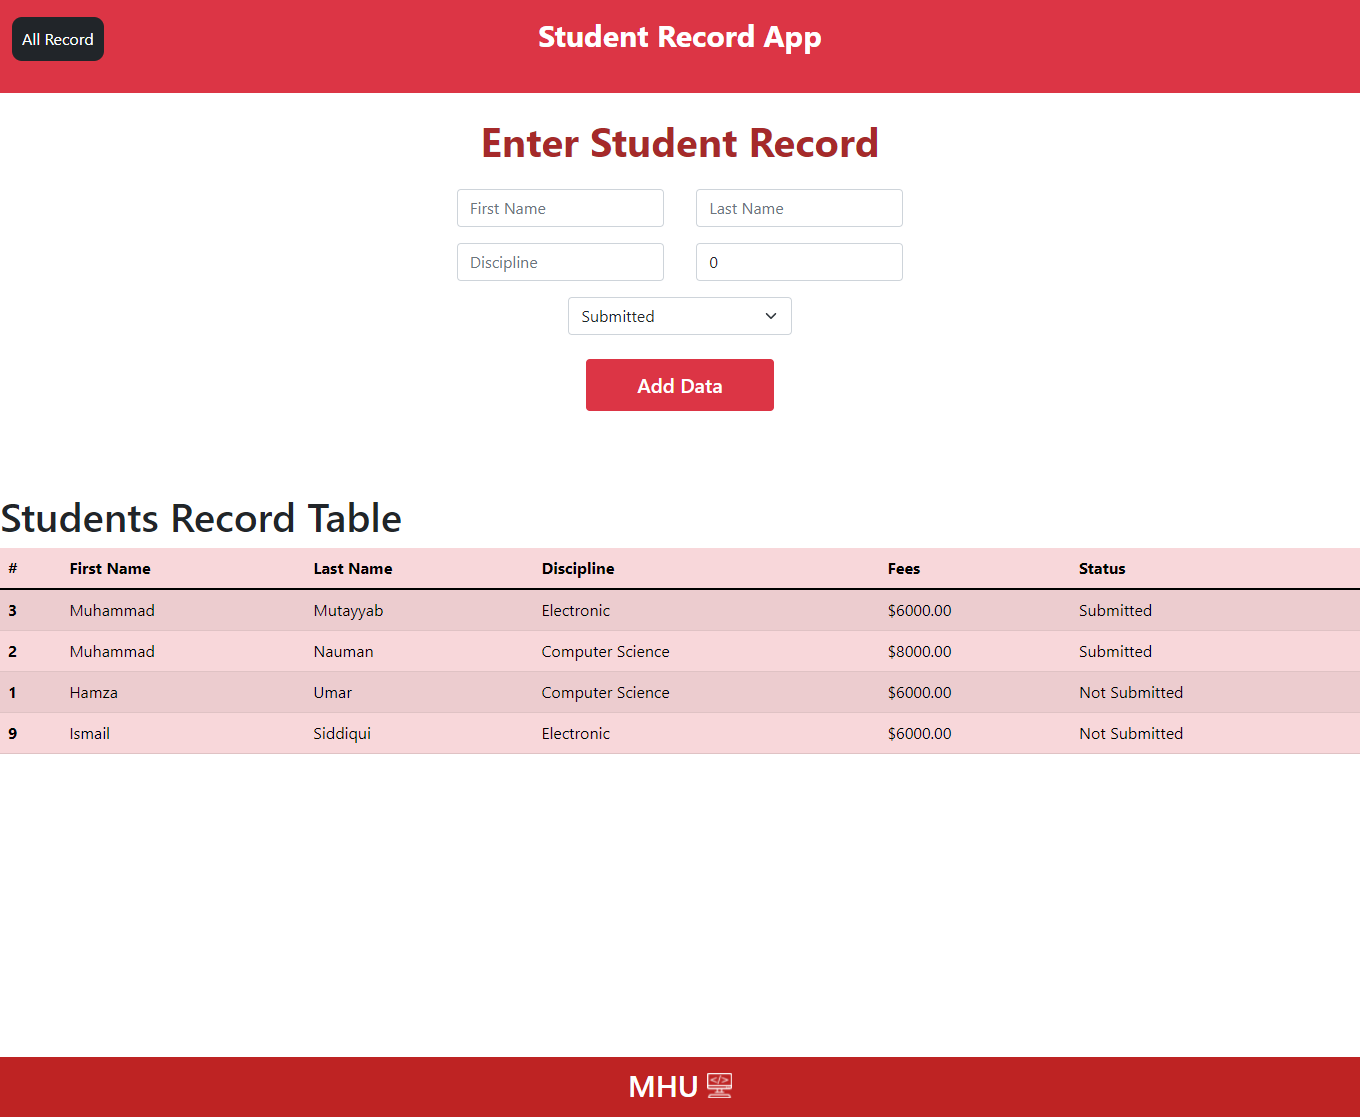 All Record
Student Record App
Enter Student Record
First Name Last Name
Discipline 0
Submitted
Add Data
Students Record Table
# First Name Last Name Discipline Fees Status
3 Muhammad Mutayyab Electronic $6000.00 Submitted
2 Muhammad Nauman Computer Science $8000.00 Submitted
1 Hamza Umar Computer Science $6000.00 Not Submitted
9 Ismail Siddiqui Electronic $6000.00 Not Submitted
MHU